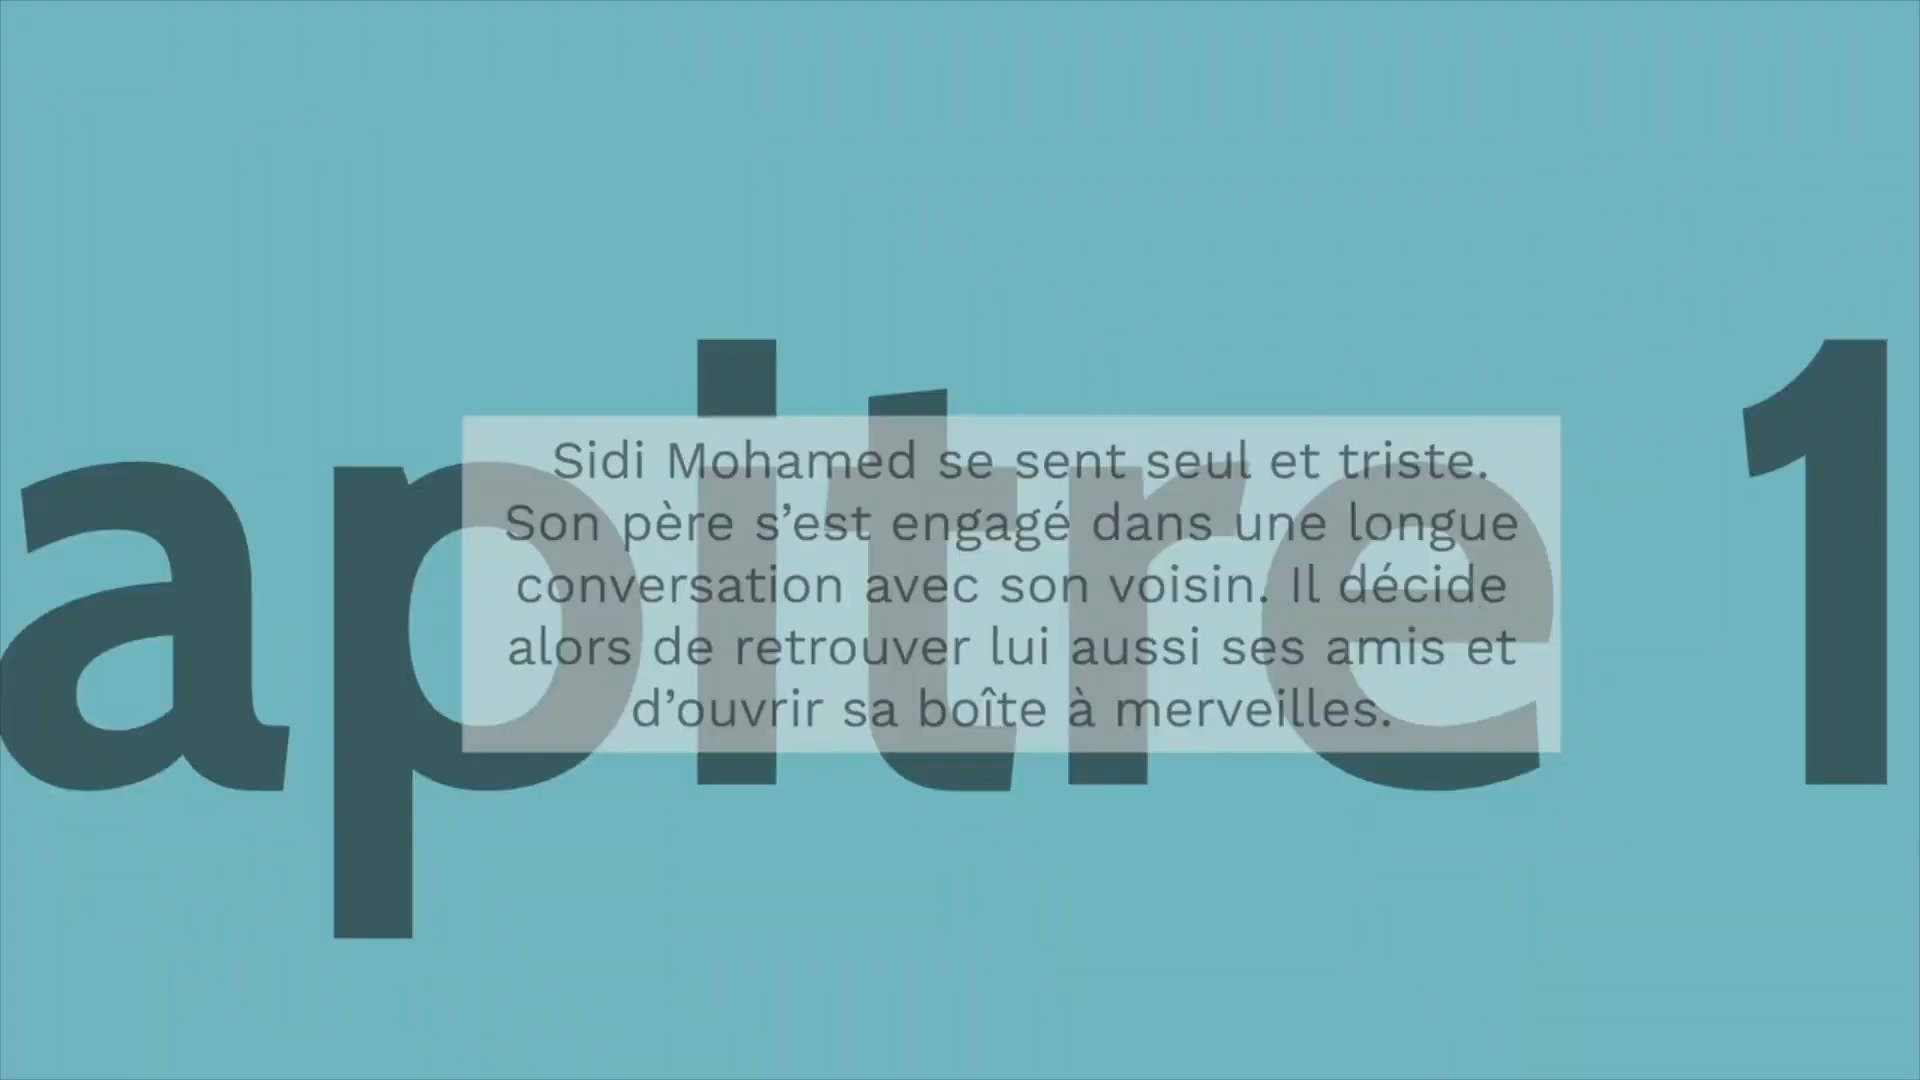 apitre 1
Sidi Mohamed se sent seul et triste.
Son père s’est engagé dans une longue
conversation avec son voisin. Il décide
alors de retrouver lui aussi ses amis et
d’ouvrir sa boîte à merveilles.